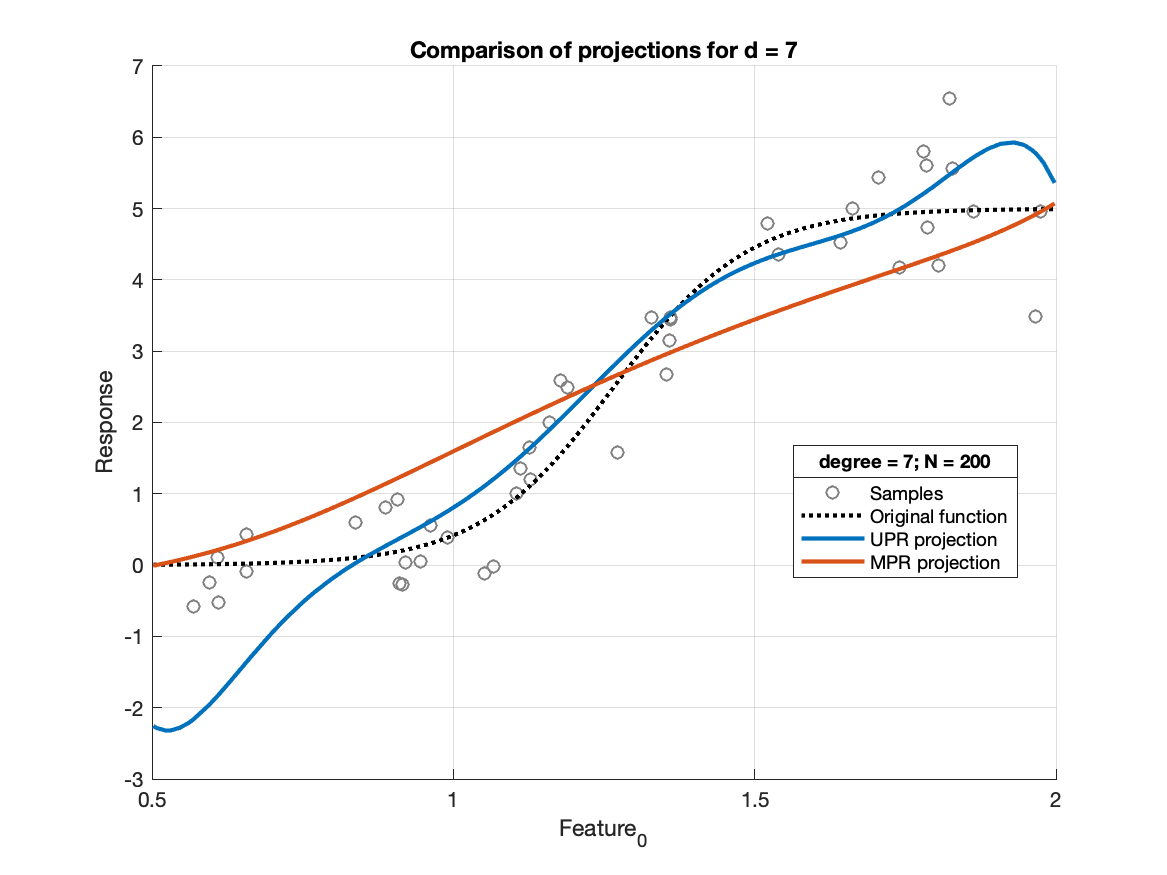 Comparison of projections for d = 7
7
6
5
4
3
2
1
0
-1
-2
-3
Response
degree = 7; N = 200
Samples
Original function
UPR projection
MPR projection
0.5 1 1.5 2
Feature0